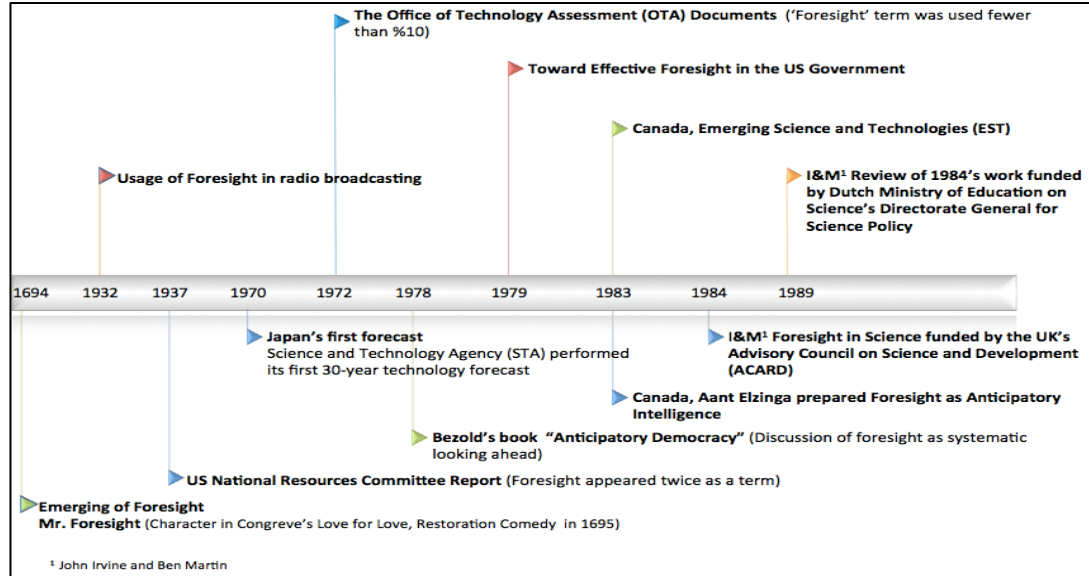 The Office of Technology Assessment (OTA) Documents (‘Foresight’ term was used fewer
than %10)
Toward Effective Foresight in the US Government
Canada, Emerging Science and Technologies (EST)
Usage of Foresight in radio broadcasting
I&M¹ Review of 1984’s work funded
by Dutch Ministry of Education on
Science’s Directorate General for
Science Policy
1694 1932 1937 1970 1972 1978 1979 1983 1984 1989
Japan’s first forecast
Science and Technology Agency (STA) performed
its first 30-year technology forecast
I&M¹ Foresight in Science funded by the UK’s
Advisory Council on Science and Development
(ACARD)
Canada, Aant Elzinga prepared Foresight as Anticipatory
Intelligence
Bezold’s book “Anticipatory Democracy” (Discussion of foresight as systematic
looking ahead)
US National Resources Committee Report (Foresight appeared twice as a term)
Emerging of Foresight
Mr. Foresight (Character in Congreve’s Love for Love, Restoration Comedy in 1695)
¹ John Irvine and Ben Martin